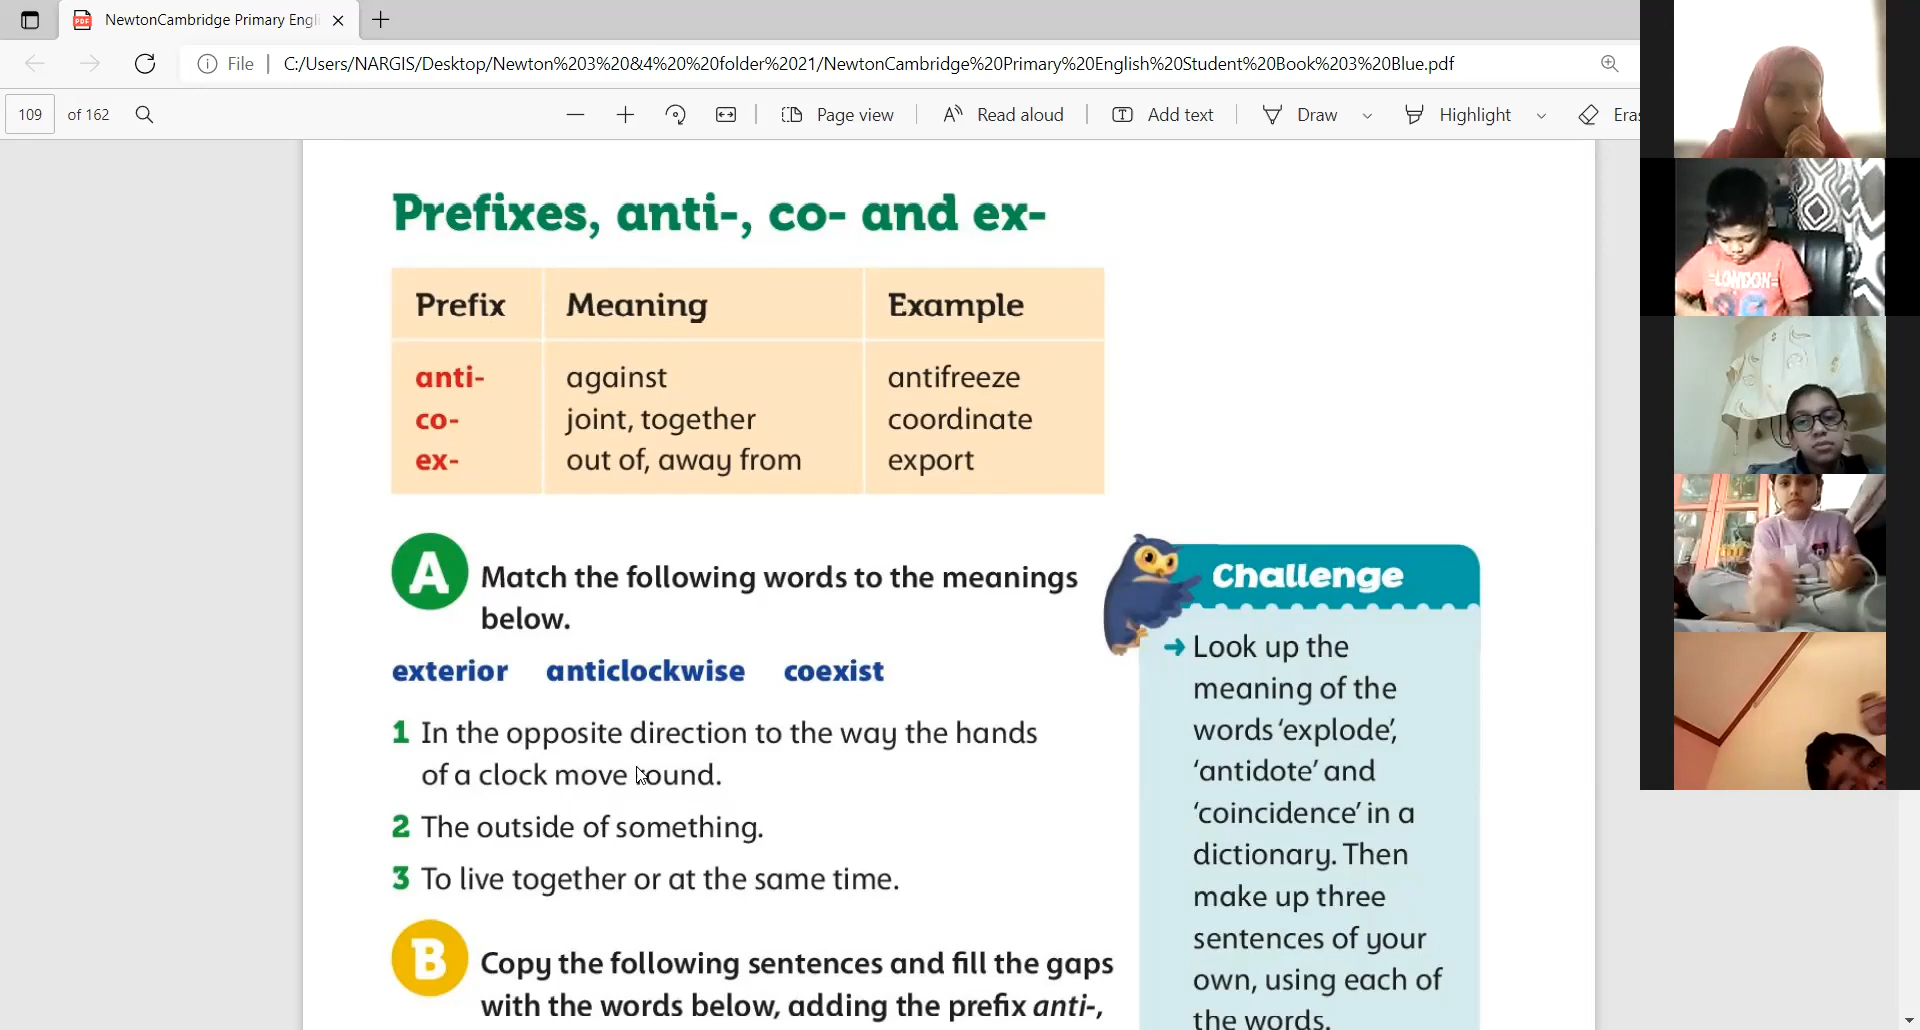 NewtonCambridge Primary Engli
File
C:/Users/NARGIS/Desktop/Newton%203%20&4%20%20folder%2021/NewtonCambridge%20Primary%20English%20Student%20Book%203%20Blue.pdf
109 of 162
Page view
Read aloud
Add text
Draw
Highlight
Eras
Prefixes, anti-, co- and ex-
Prefix Meaning Example
anti- against antifreeze
co- joint, together coordinate
ex- out of, away from export
A Match the following words to the meanings
below.
exterior anticlockwise coexist
1 In the opposite direction to the way the hands
of a clock move round.
2 The outside of something.
3 To live together or at the same time.
B Copy the following sentences and fill the gaps
with the words below, adding the prefix anti-,
Challenge
→ Look up the
meaning of the
words ‘explode’,
‘antidote’ and
‘coincidence’ in a
dictionary. Then
make up three
sentences of your
own, using each of
the words.
LONDON